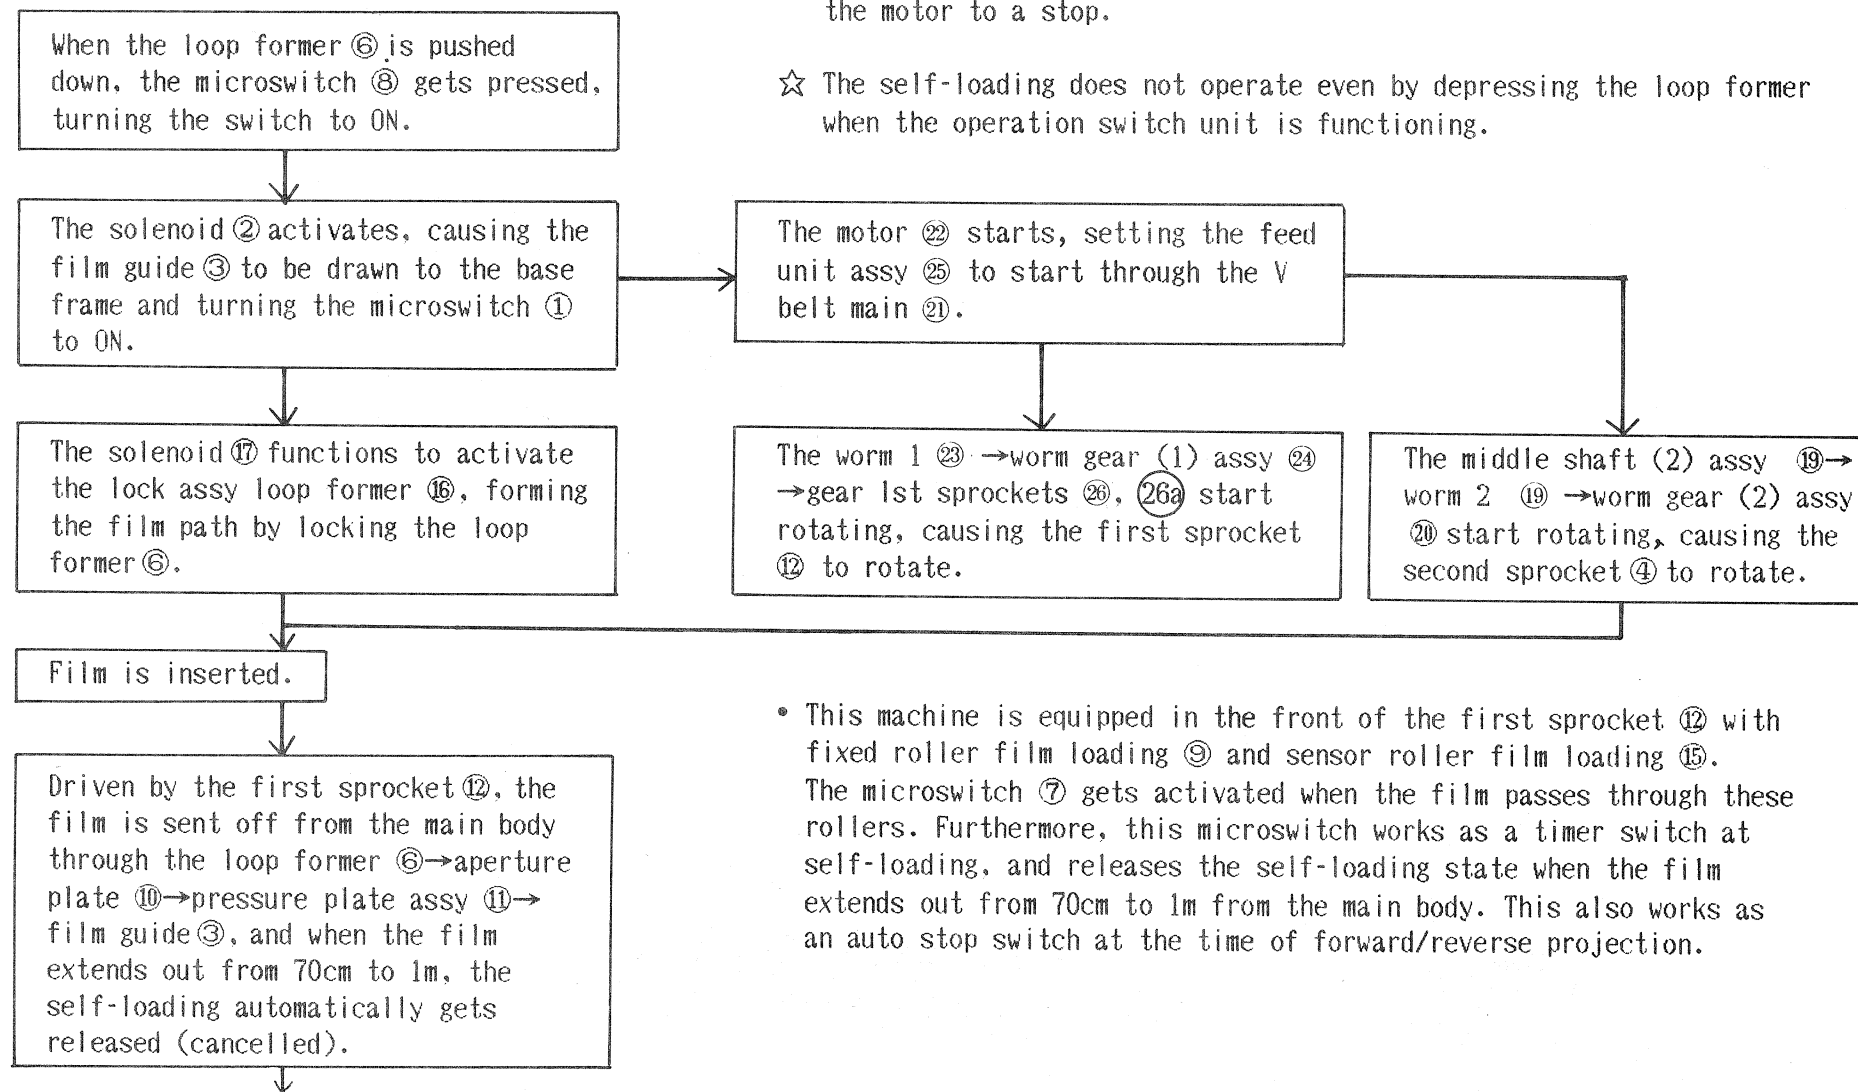 the motor to a stop.
☆ The self-loading does not operate even by depressing the loop former
when the operation switch unit is functioning.
When the loop former ⑥ is pushed
down, the microswitch ⑧ gets pressed,
turning the switch to ON.
The solenoid ② activates, causing the
film guide ③ to be drawn to the base
frame and turning the microswitch ①
to ON.
The motor ㉒ starts, setting the feed
unit assy ㉕ to start through the V
belt main ㉑.
The solenoid ⑰ functions to activate
the lock assy loop former ⑯, forming
the film path by locking the loop
former ⑥.
The worm 1 ㉓ →worm gear (1) assy ㉔
→gear 1st sprockets ㉖, (26a) start
rotating, causing the first sprocket
⑫ to rotate.
The middle shaft (2) assy ⑲→
worm 2 ⑲ →worm gear (2) assy
⑳ start rotating, causing the
second sprocket ④ to rotate.
Film is inserted.
Driven by the first sprocket ⑫, the
film is sent off from the main body
through the loop former ⑥→aperture
plate ⑩→pressure plate assy ⑪→
film guide ③, and when the film
extends out from 70cm to 1m, the
self-loading automatically gets
released (cancelled).
• This machine is equipped in the front of the first sprocket ⑫ with
fixed roller film loading ⑨ and sensor roller film loading ⑮.
The microswitch ⑦ gets activated when the film passes through these
rollers. Furthermore, this microswitch works as a timer switch at
self-loading, and releases the self-loading state when the film
extends out from 70cm to 1m from the main body. This also works as
an auto stop switch at the time of forward/reverse projection.